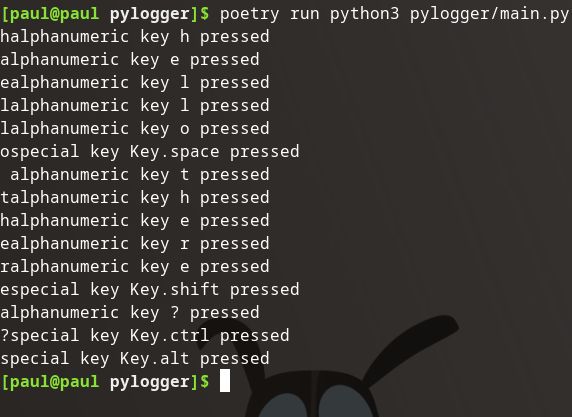 [paul@paul pylogger]$ poetry run python3 pylogger/main.py
halphanumeric key h pressed
alphanumeric key e pressed
ealphanumeric key l pressed
lalphanumeric key l pressed
lalphanumeric key o pressed
ospecial key Key.space pressed
 alphanumeric key t pressed
talphanumeric key h pressed
halphanumeric key e pressed
ealphanumeric key r pressed
ralphanumeric key e pressed
especial key Key.shift pressed
alphanumeric key ? pressed
?special key Key.ctrl pressed
special key Key.alt pressed
[paul@paul pylogger]$